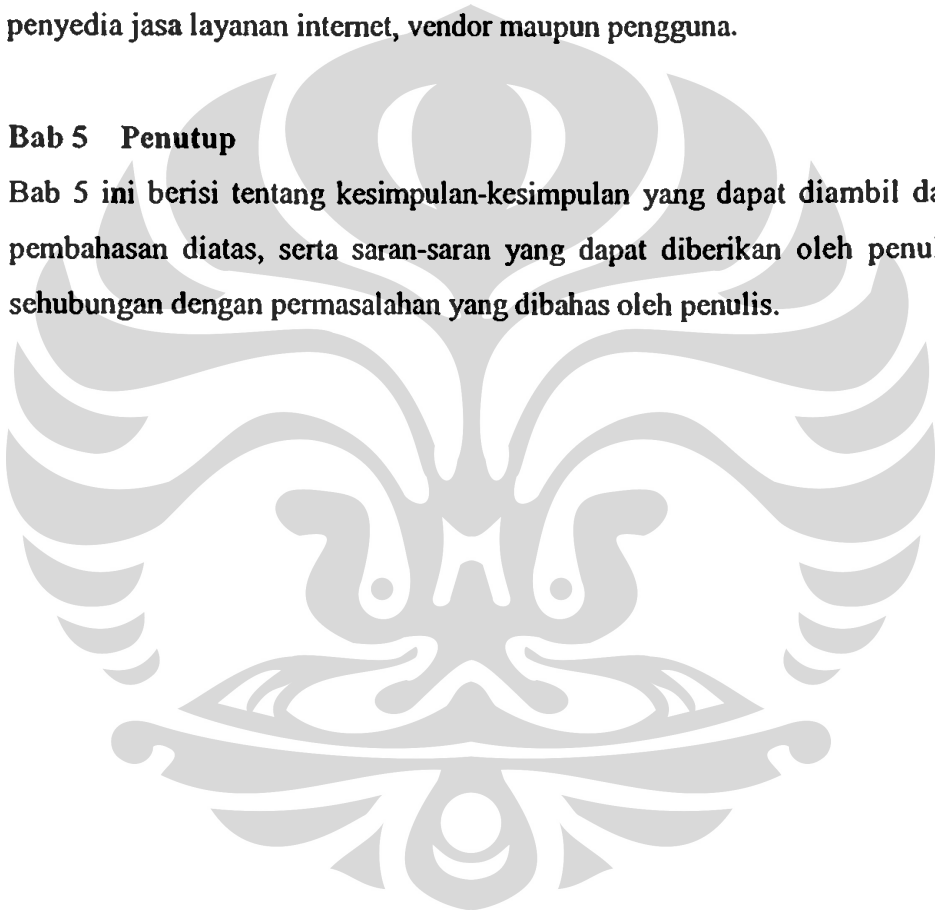 penyedia jasa layanan internet, vendor maupun pengguna.
Bab 5 Penutup
Bab 5 ini berisi tentang kesimpulan-kesimpulan yang dapat diambil da
pembahasan diatas, serta saran-saran yang dapat diberikan oleh penul
sehubungan dengan permasalahan yang dibahas oleh penulis.